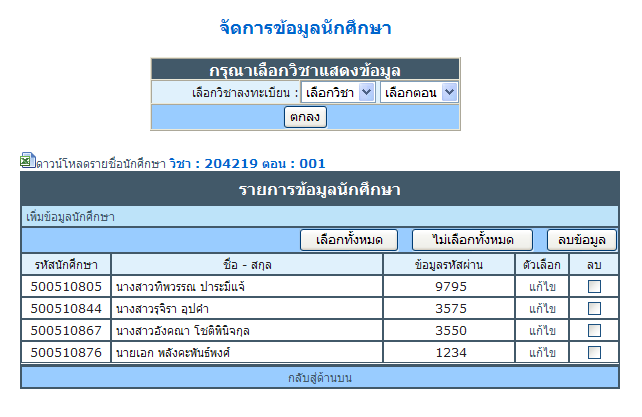 จัดการข้อมูลนักศึกษา
กรุณาเลือกวิชาแสดงข้อมูล
เลือกวิชาลงทะเบียน : เลือกวิชา เลือกตอน
ตกลง
ดาวน์โหลดรายชื่อนักศึกษา วิชา : 204219 ตอน : 001
รายการข้อมูลนักศึกษา
เพิ่มข้อมูลนักศึกษา
เลือกทั้งหมด ไม่เลือกทั้งหมด ลบข้อมูล
รหัสนักศึกษา ชื่อ - สกุล ข้อมูลรหัสผ่าน ตัวเลือก ลบ
500510805 นางสาวทิพวรรณ ปาระมีแจ้ 9795 แก้ไข
500510844 นางสาวรุจิรา อุปคำ 3575 แก้ไข
500510867 นางสาวอังคณา โชติพินิจกุล 3550 แก้ไข
500510876 นายเอก พลังคะพันธ์พงศ์ 1234 แก้ไข
กลับสู่ด้านบน